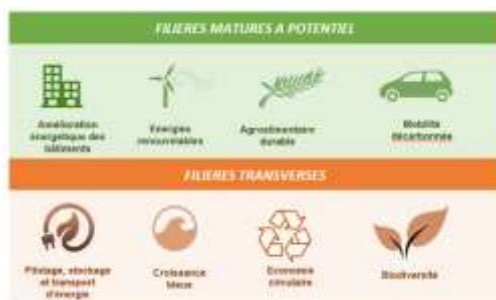 FILIERES MATURES A POTENTIEL
Amélioration
énergétique des
bâtiments
Energies
renouvelables
Agroalimentaire
durable
Mobilité
décarbonnée
FILIERES TRANSVERSES
Pilotage, stockage
et transport
d'énergie
Croissance
bleue
Economie
circulaire
Biodiversité